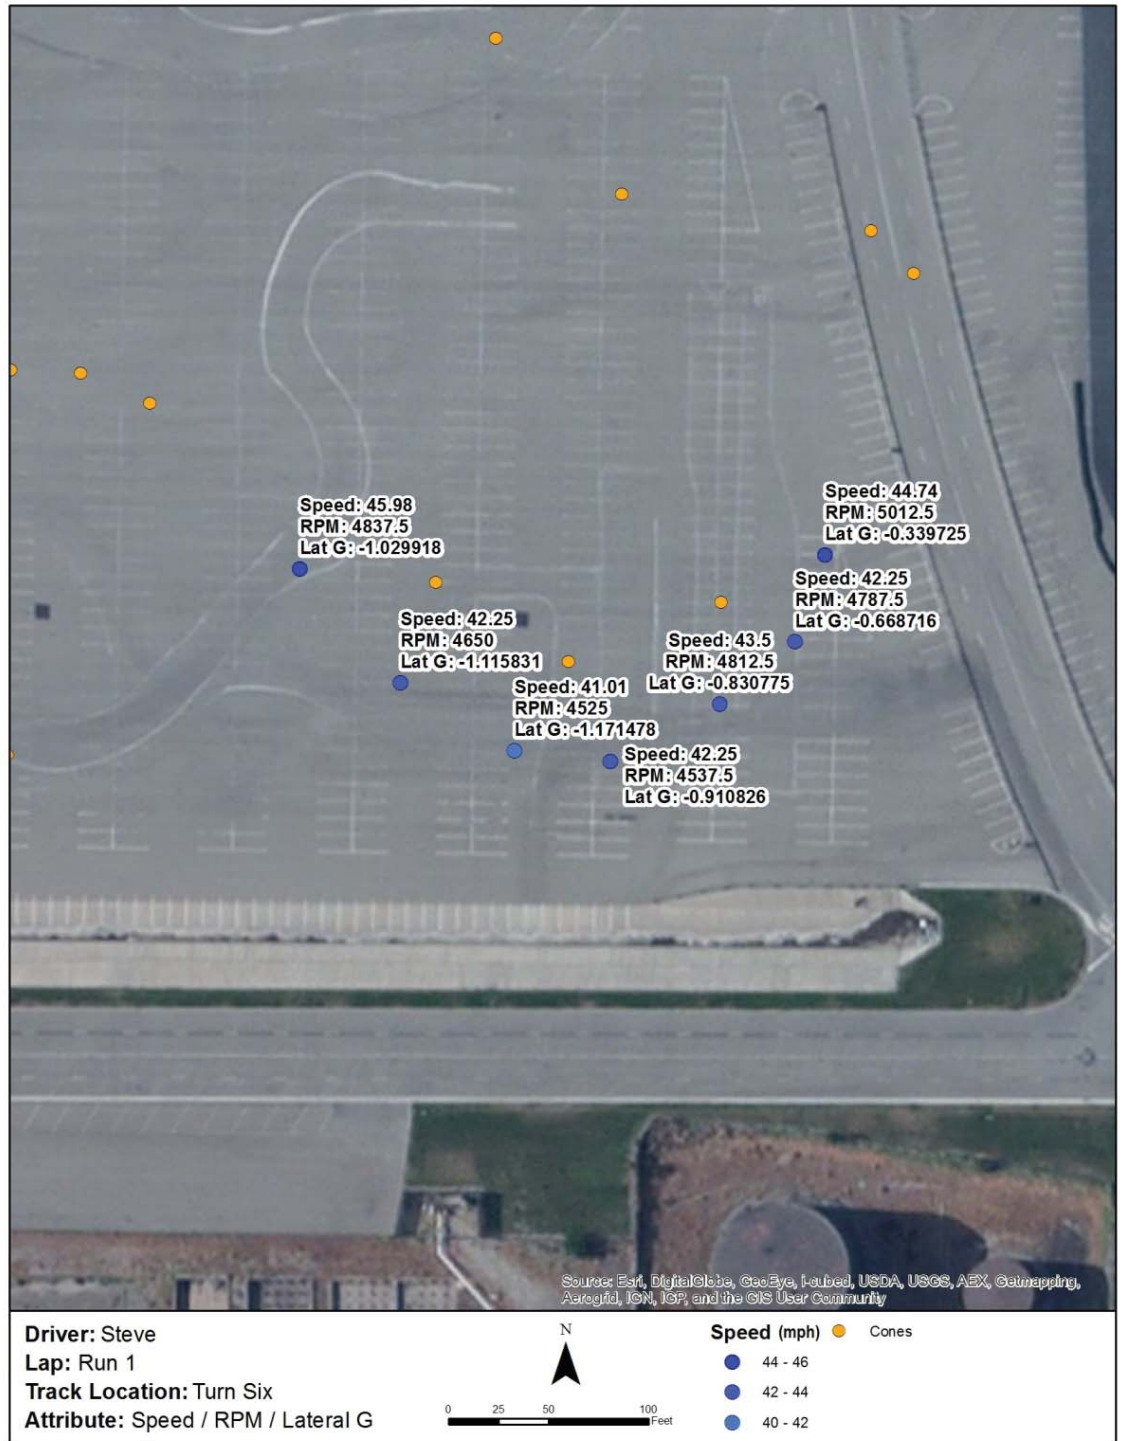 Speed: 45.98
RPM: 4837.5
Lat G: -1.029918
Speed: 44.74
RPM: 5012.5
Lat G: -0.339725
Speed: 42.25
RPM: 4787.5
Lat G: -0.668716
Speed: 42.25
RPM: 4650
Lat G: -1.115831
Speed: 43.5
RPM: 4812.5
Lat G: -0.830775
Speed: 41.01
RPM: 4525
Lat G: -1.171478
Speed: 42.25
RPM: 4537.5
Lat G: -0.910826
Source: Esri, DigitalGlobe, GeoEye, i-cubed, USDA, USGS, AEX, Getmapping,
Aerogrid, IGN, IGP, and the GIS User Community
Driver: Steve
Lap: Run 1
Track Location: Turn Six
Attribute: Speed / RPM / Lateral G
N
0 25 50 100
Feet
Speed (mph)
Cones
44 - 46
42 - 44
40 - 42